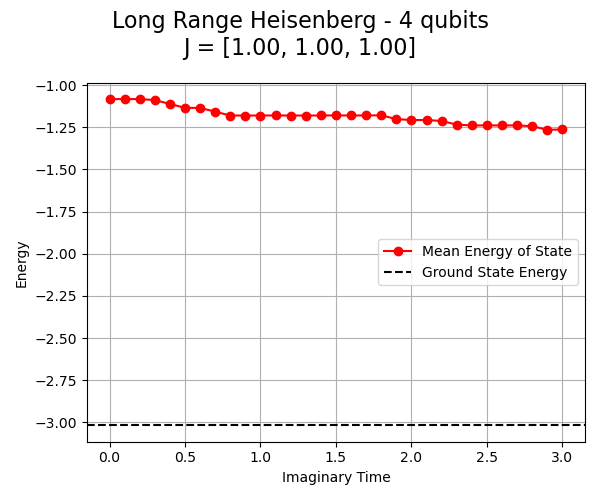 Long Range Heisenberg - 4 qubits
J = [1.00, 1.00, 1.00]
−1.00
−1.25
−1.50
−1.75
−2.00
−2.25
−2.50
−2.75
−3.00
Energy
Mean Energy of State
Ground State Energy
0.0 0.5 1.0 1.5 2.0 2.5 3.0
Imaginary Time